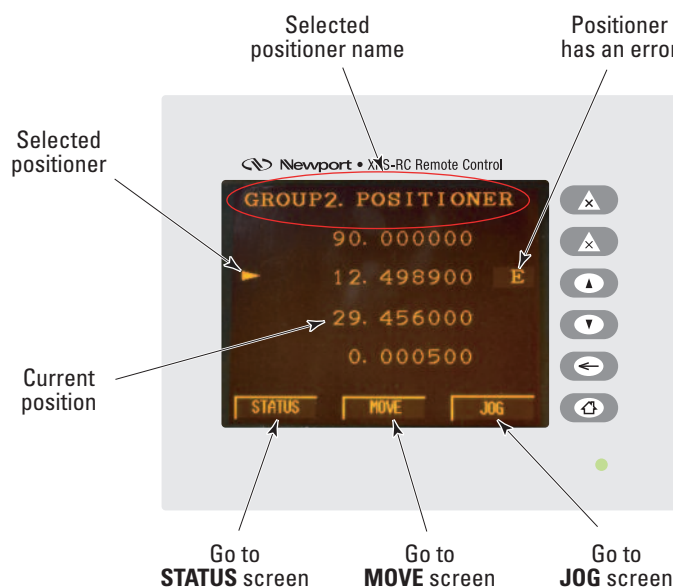 Selected
positioner name
Positioner
has an error
Selected
positioner
Newport • XPS-RC Remote Control
GROUP2. POSITIONER
90. 000000
12. 498900 E
29. 456000
0. 000500
Current
position
STATUS MOVE JOG
Go to
STATUS screen
Go to
MOVE screen
Go to
JOG screen